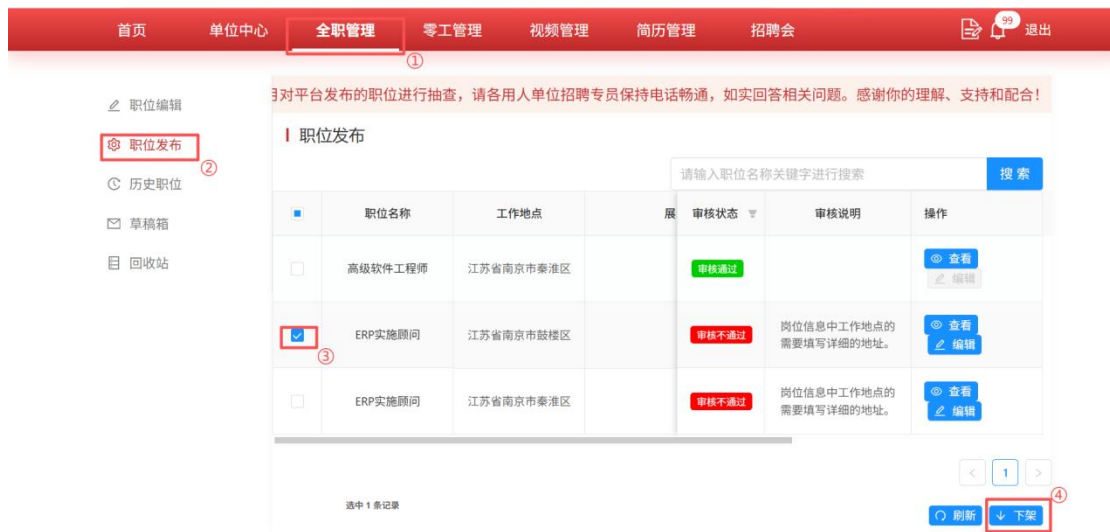 首页 单位中心 全职管理 零工管理 视频管理 简历管理 招聘会 99 退出
①
职位编辑
职位发布
②
历史职位
草稿箱
回收站
对平台发布的职位进行抽查，请各用人单位招聘专员保持电话畅通，如实回答相关问题。感谢你的理解、支持和配合！
职位发布
请输入职位名称关键字进行搜索 搜索
职位名称 工作地点 展 审核状态 审核说明 操作
高级软件工程师 江苏省南京市秦淮区 审核通过 查看
编辑
ERP实施顾问 江苏省南京市鼓楼区 审核不通过 岗位信息中工作地点的 查看
需要填写详细的地址。 编辑
③
ERP实施顾问 江苏省南京市秦淮区 审核不通过 岗位信息中工作地点的 查看
需要填写详细的地址。 编辑
< 1 >
④
选中 1 条记录 刷新 下架